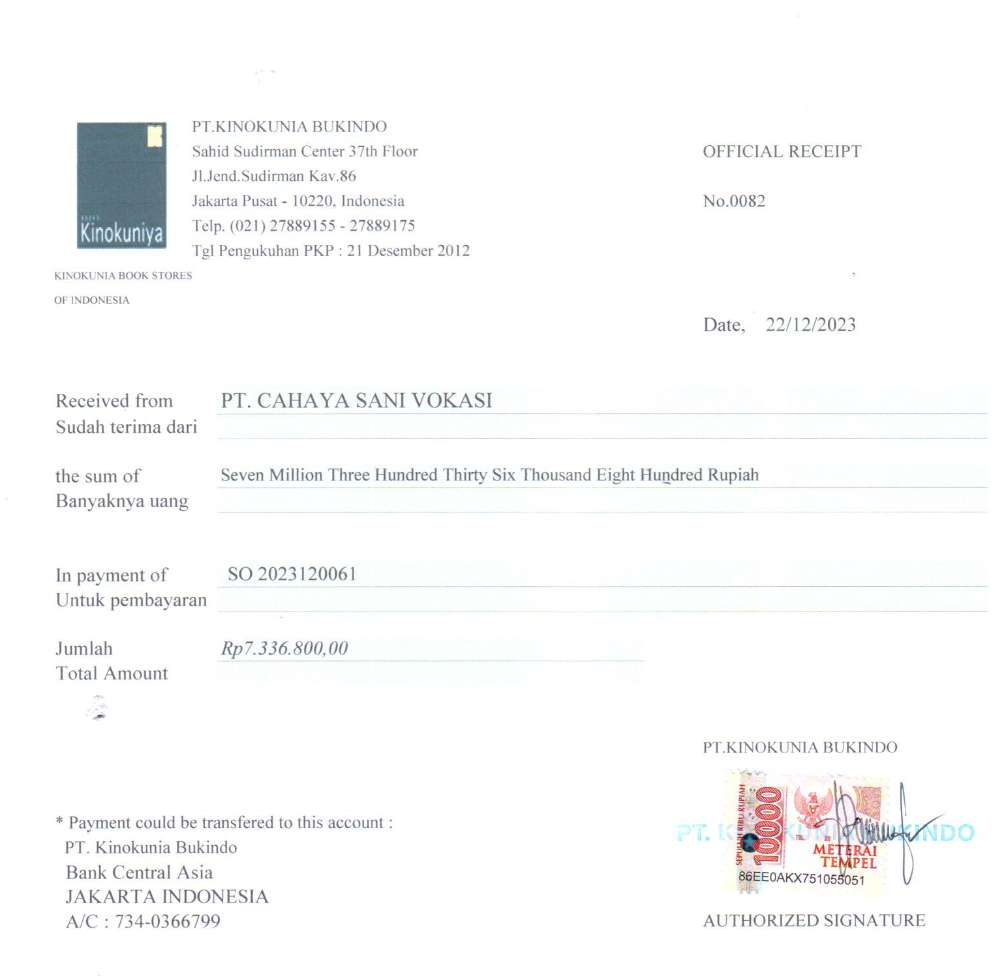 PT.KINOKUNIA BUKINDO
Sahid Sudirman Center 37th Floor
Jl.Jend.Sudirman Kav.86
Jakarta Pusat - 10220, Indonesia
Telp. (021) 27889155 - 27889175
Tgl Pengukuhan PKP : 21 Desember 2012
BOOKS
Kinokuniya
KINOKUNIA BOOK STORES
OF INDONESIA
OFFICIAL RECEIPT
No.0082
Date, 22/12/2023
Received from PT. CAHAYA SANI VOKASI
Sudah terima dari
the sum of Seven Million Three Hundred Thirty Six Thousand Eight Hundred Rupiah
Banyaknya uang
In payment of SO 2023120061
Untuk pembayaran
Jumlah Rp7.336.800,00
Total Amount
PT.KINOKUNIA BUKINDO
SEPULUH RIBU RUPIAH
10000
TGL. 20
METERAI
TEMPEL
86EE0AKX751055051
PT. KINOKUNIA BUKINDO
AUTHORIZED SIGNATURE
* Payment could be transfered to this account :
PT. Kinokunia Bukindo
Bank Central Asia
JAKARTA INDONESIA
A/C : 734-0366799